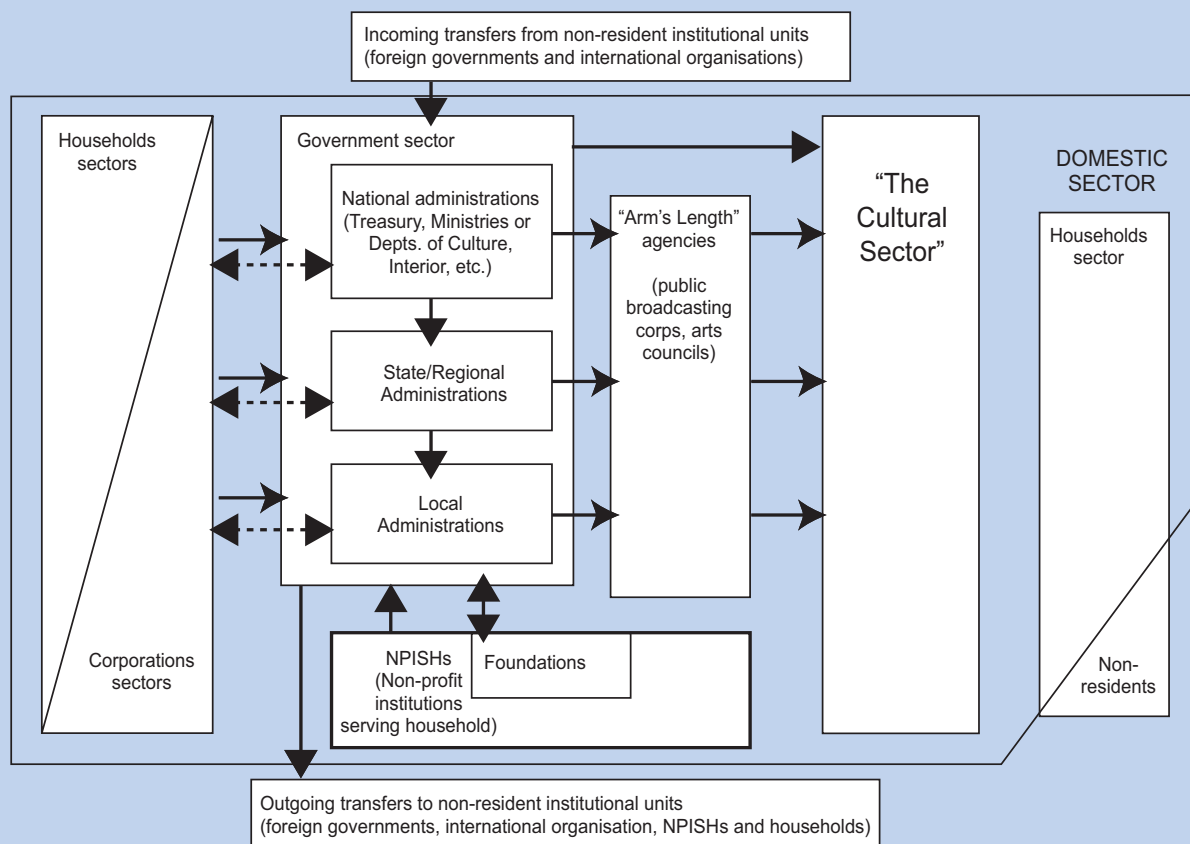 Incoming transfers from non-resident institutional units
(foreign governments and international organisations)
Households
sectors
Corporations
sectors
Government sector
National administrations
(Treasury, Ministries or
Depts. of Culture,
Interior, etc.)
State/Regional
Administrations
Local
Administrations
NPISHs
(Non-profit
institutions
serving household)
Foundations
“Arm’s Length”
agencies
(public
broadcasting
corps, arts
councils)
“The
Cultural
Sector”
DOMESTIC
SECTOR
Households
sector
Non-
residents
Outgoing transfers to non-resident institutional units
(foreign governments, international organisation, NPISHs and households)